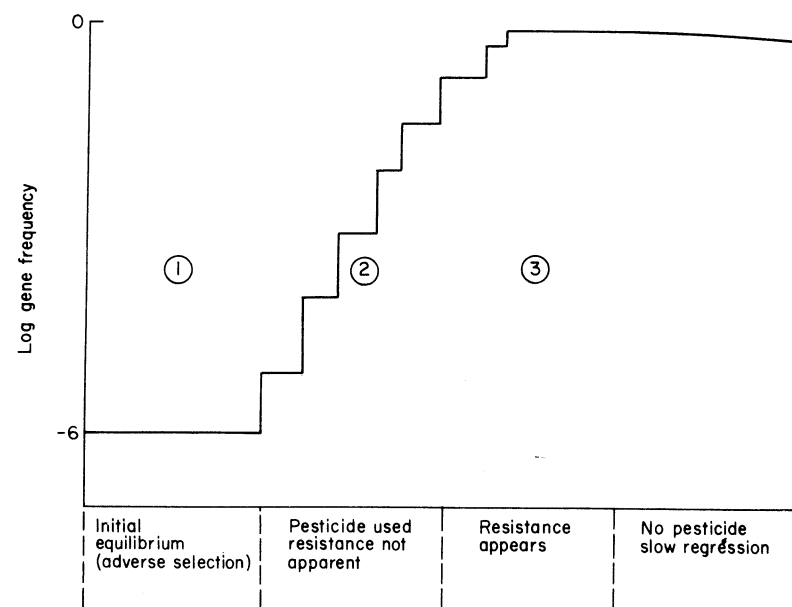 0
Log gene frequency
1
2
3
-6
Initial
equilibrium
(adverse selection)
Pesticide used
resistance not
apparent
Resistance
appears
No pesticide
slow regression